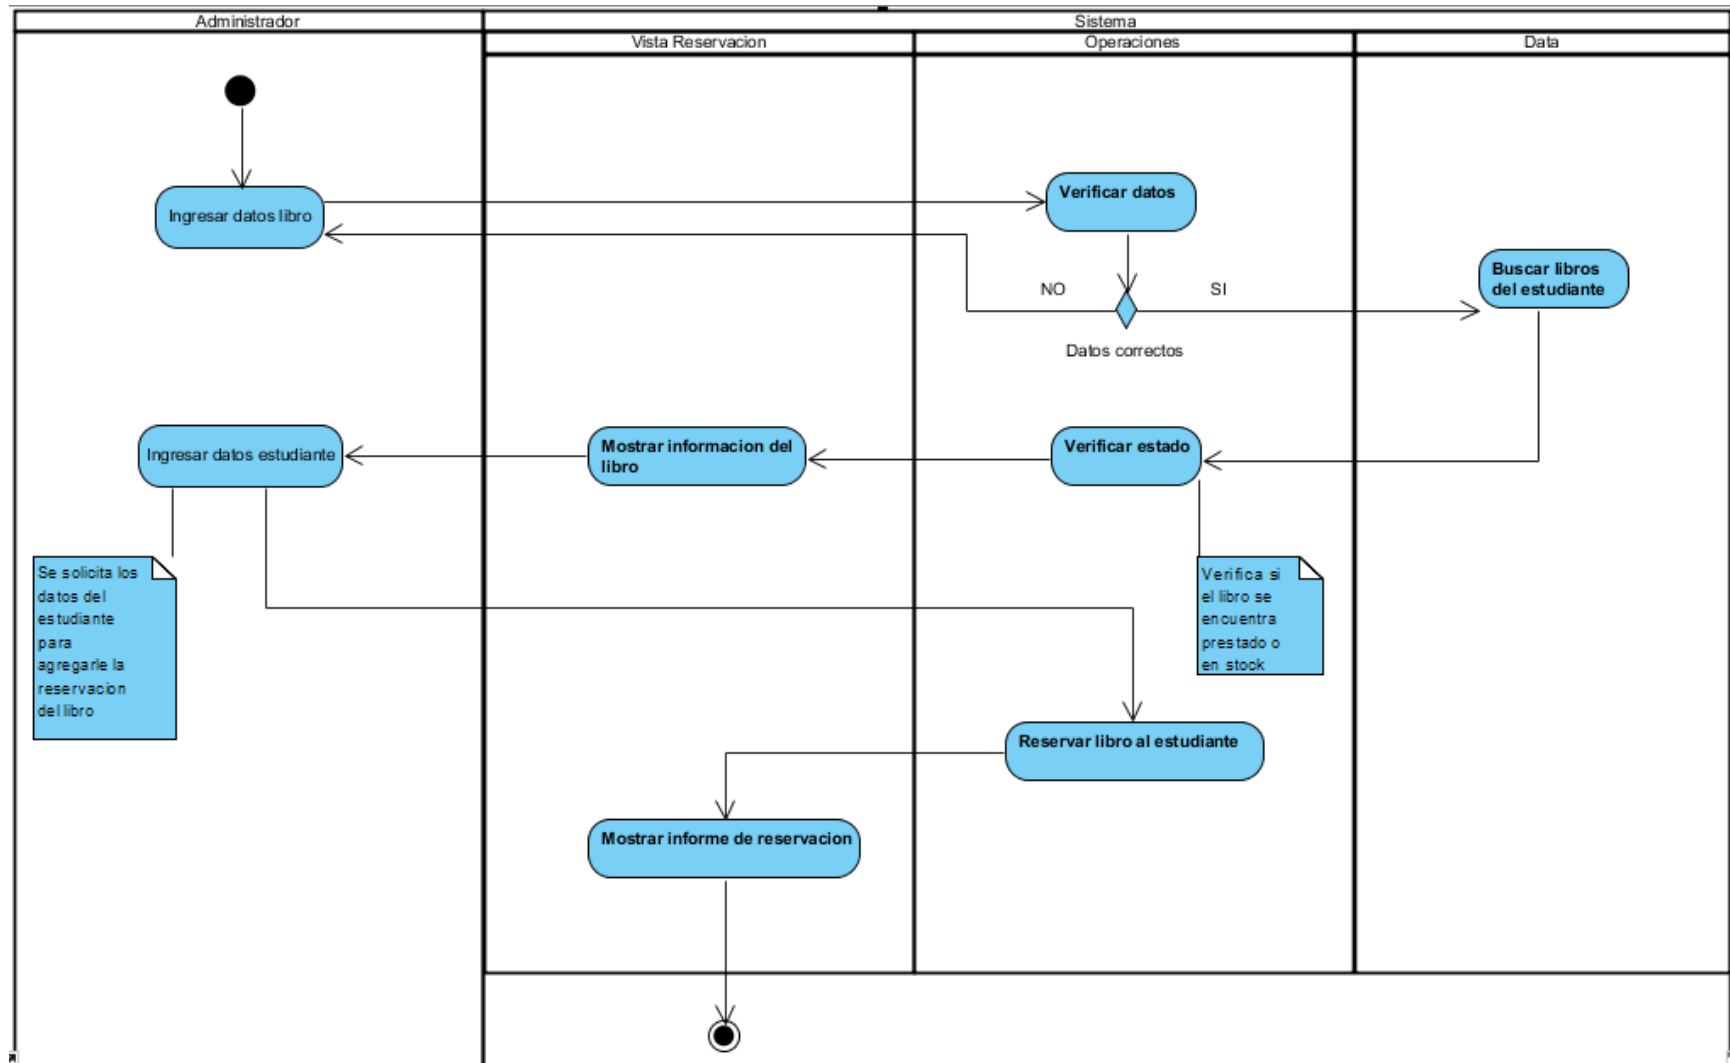 Administrador
Sistema
Vista Reservacion
Operaciones
Data
Ingresar datos libro
Verificar datos
Buscar libros
del estudiante
NO
SI
Datos correctos
Ingresar datos estudiante
Mostrar informacion del
libro
Verificar estado
Se solicita los
datos del
estudiante
para
agregarle la
reservacion
del libro
Verifica si
el libro se
encuentra
prestado o
en stock
Reservar libro al estudiante
Mostrar informe de reservacion